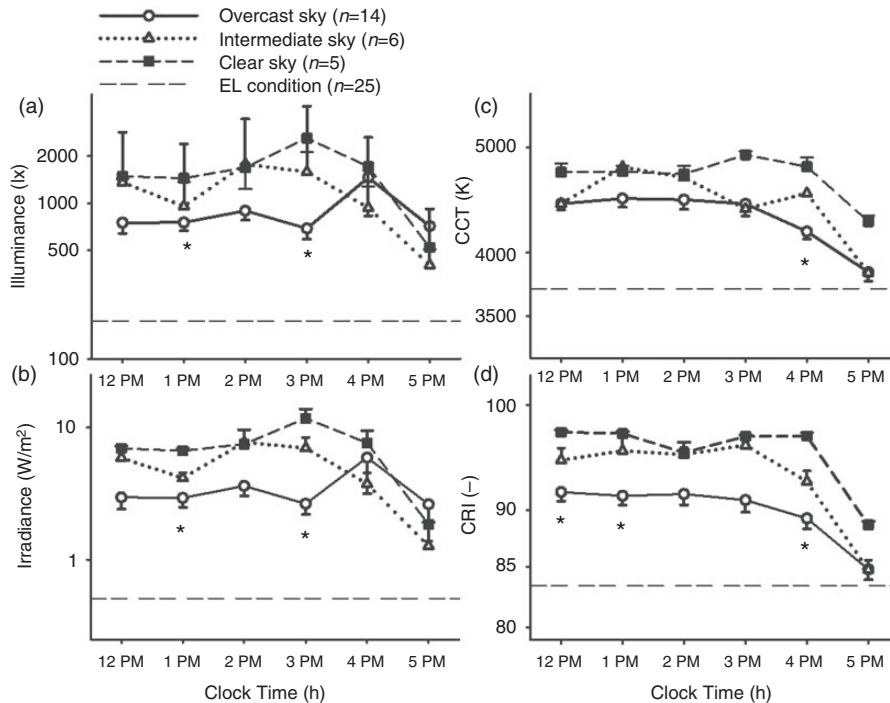 Overcast sky (n=14)
Intermediate sky (n=6)
Clear sky (n=5)
EL condition (n=25)
(a)
Illuminance (lx)
2000
1000
500
100
12 PM 1 PM 2 PM 3 PM 4 PM 5 PM
*
*
(c)
CCT (K)
5000
4000
3500
12 PM 1 PM 2 PM 3 PM 4 PM 5 PM
*
(b)
Irradiance (W/m²)
10
1
12 PM 1 PM 2 PM 3 PM 4 PM 5 PM
*
*
Clock Time (h)
(d)
CRI (–)
100
95
90
85
80
12 PM 1 PM 2 PM 3 PM 4 PM 5 PM
*
*
*
Clock Time (h)